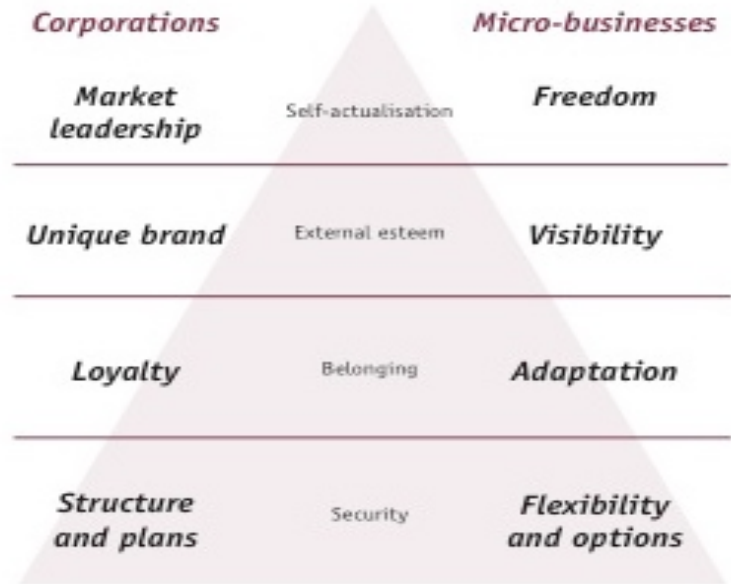 Corporations
Micro-businesses
Market
leadership
Self-actualisation
Freedom
Unique brand
External esteem
Visibility
Loyalty
Belonging
Adaptation
Structure
and plans
Security
Flexibility
and options